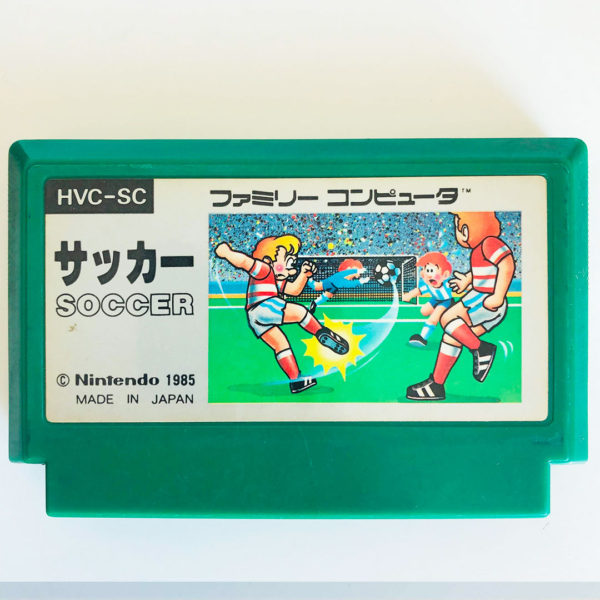 HVC-SC
ファミリー コンピュータ™
サッカー
SOCCER
© Nintendo 1985
MADE IN JAPAN